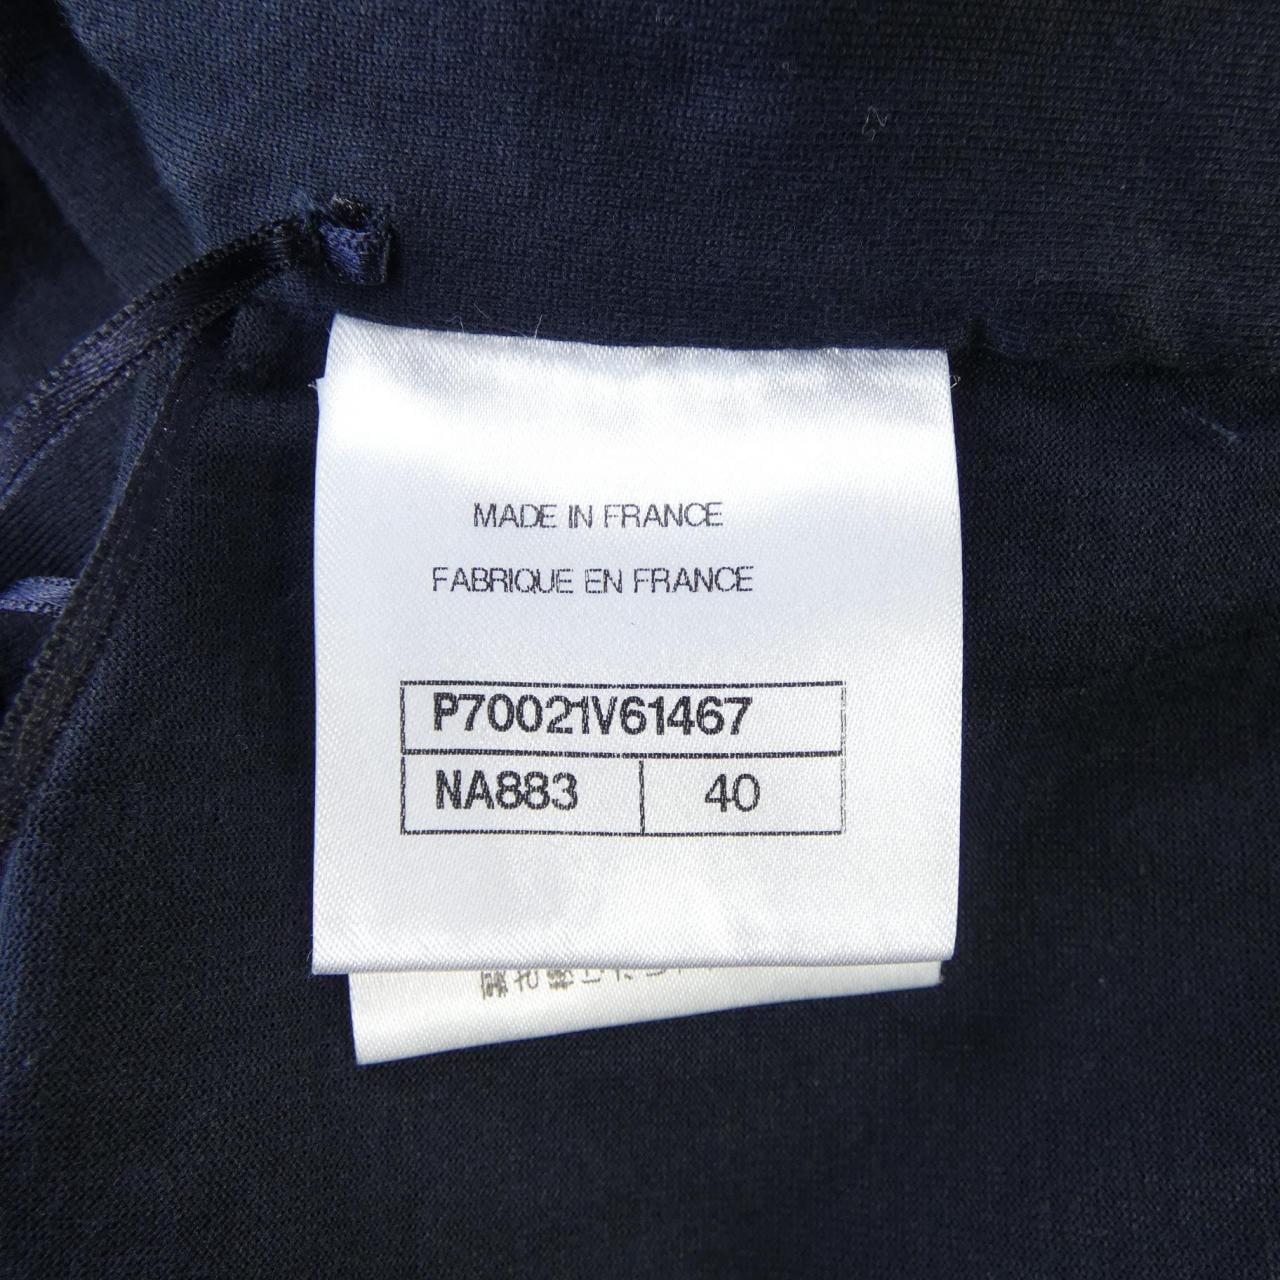 MADE IN FRANCE
FABRIQUE EN FRANCE
P70021V61467
NA883 40